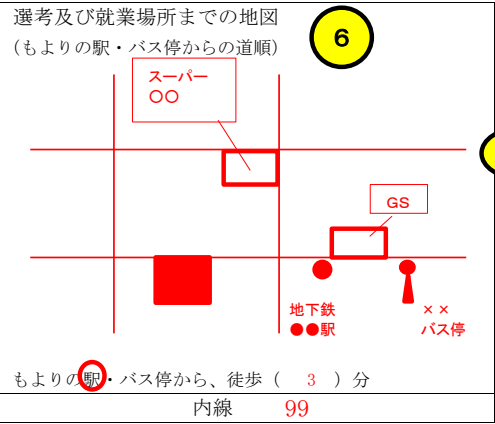 選考及び就業場所までの地図
(もよりの駅・バス停からの道順)
6
スーパー
○○
GS
地下鉄
●●駅
××
バス停
もよりの駅・バス停から、徒歩（　3　）分
内線　99